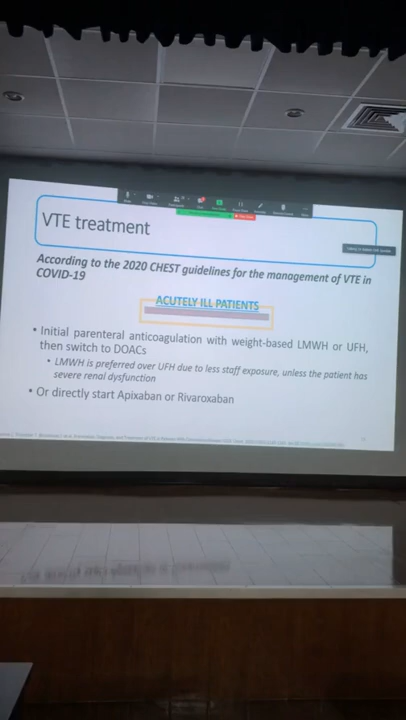 VTE treatment
According to the 2020 CHEST guidelines for the management of VTE in
COVID-19
ACUTELY ILL PATIENTS
• Initial parenteral anticoagulation with weight-based LMWH or UFH,
then switch to DOACs
• LMWH is preferred over UFH due to less staff exposure, unless the patient has
severe renal dysfunction
• Or directly start Apixaban or Rivaroxaban